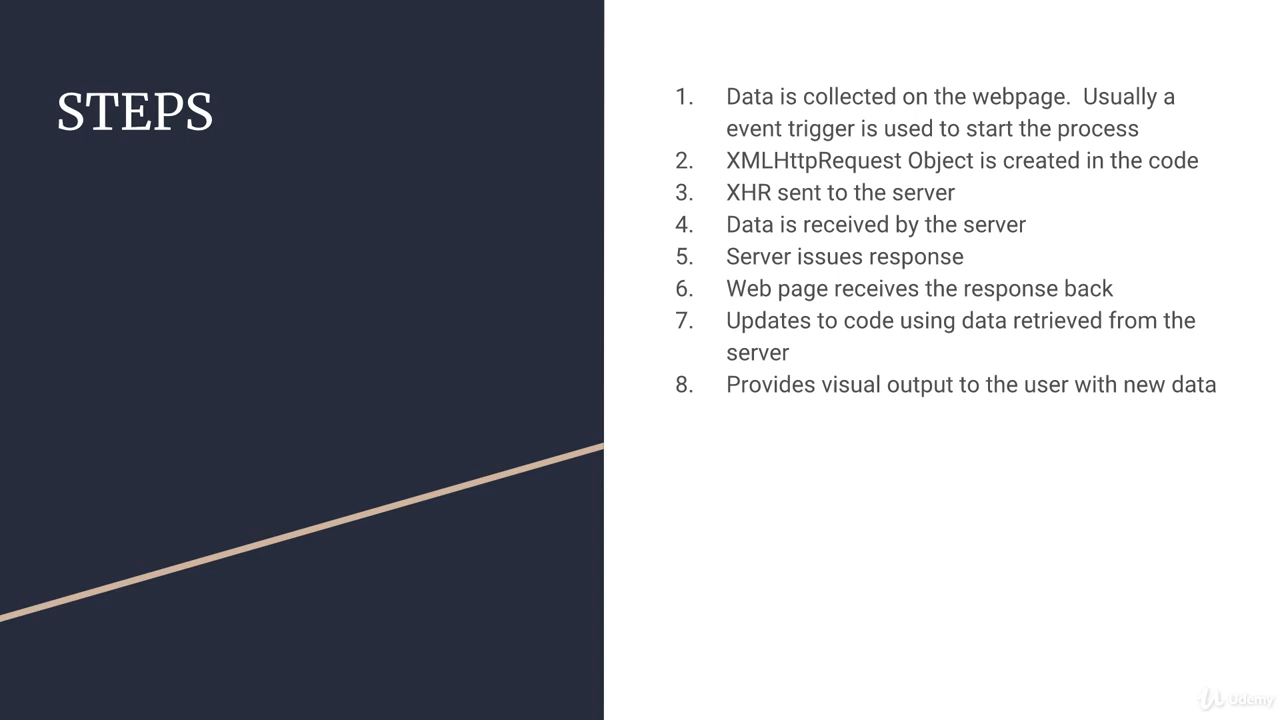 STEPS
1. Data is collected on the webpage.  Usually a
event trigger is used to start the process
2. XMLHttpRequest Object is created in the code
3. XHR sent to the server
4. Data is received by the server
5. Server issues response
6. Web page receives the response back
7. Updates to code using data retrieved from the
server
8. Provides visual output to the user with new data
Udemy